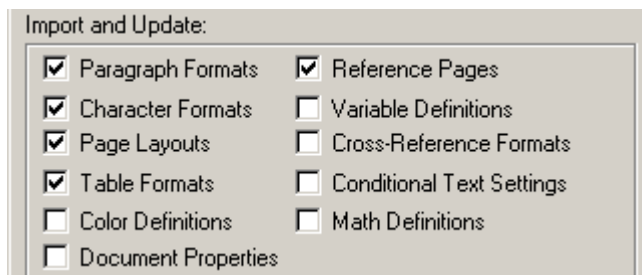 Import and Update:
Paragraph Formats
Reference Pages
Character Formats
Variable Definitions
Page Layouts
Cross-Reference Formats
Table Formats
Conditional Text Settings
Color Definitions
Math Definitions
Document Properties